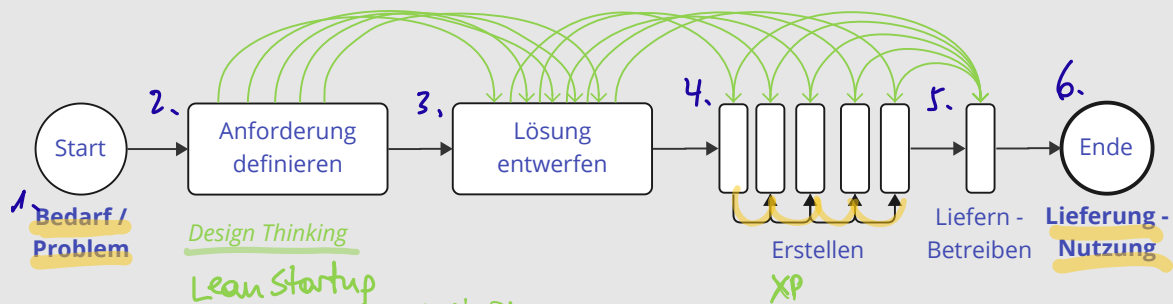 1.
2.
3.
4.
5.
6.
Start
Anforderung
definieren
Lösung
entwerfen
Ende
Bedarf /
Problem
Design Thinking
Lean Startup
Erstellen
XP
Liefern -
Betreiben
Lieferung -
Nutzung